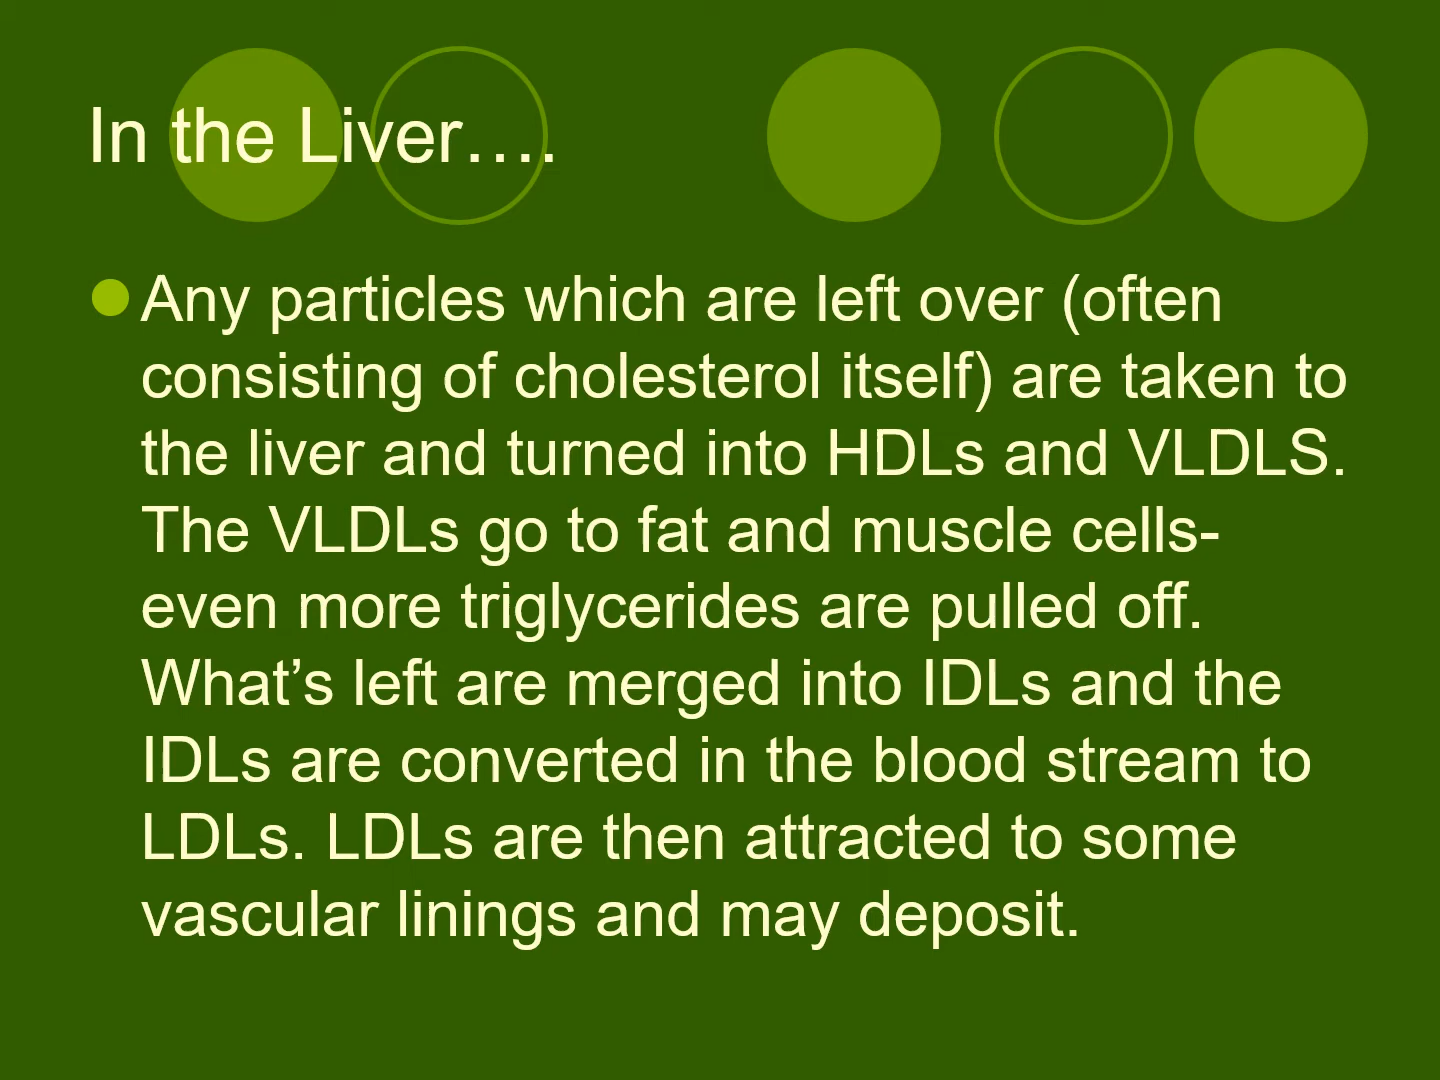 In the Liver….
Any particles which are left over (often
consisting of cholesterol itself) are taken to
the liver and turned into HDLs and VLDLS.
The VLDLs go to fat and muscle cells-
even more triglycerides are pulled off.
What’s left are merged into IDLs and the
IDLs are converted in the blood stream to
LDLs. LDLs are then attracted to some
vascular linings and may deposit.